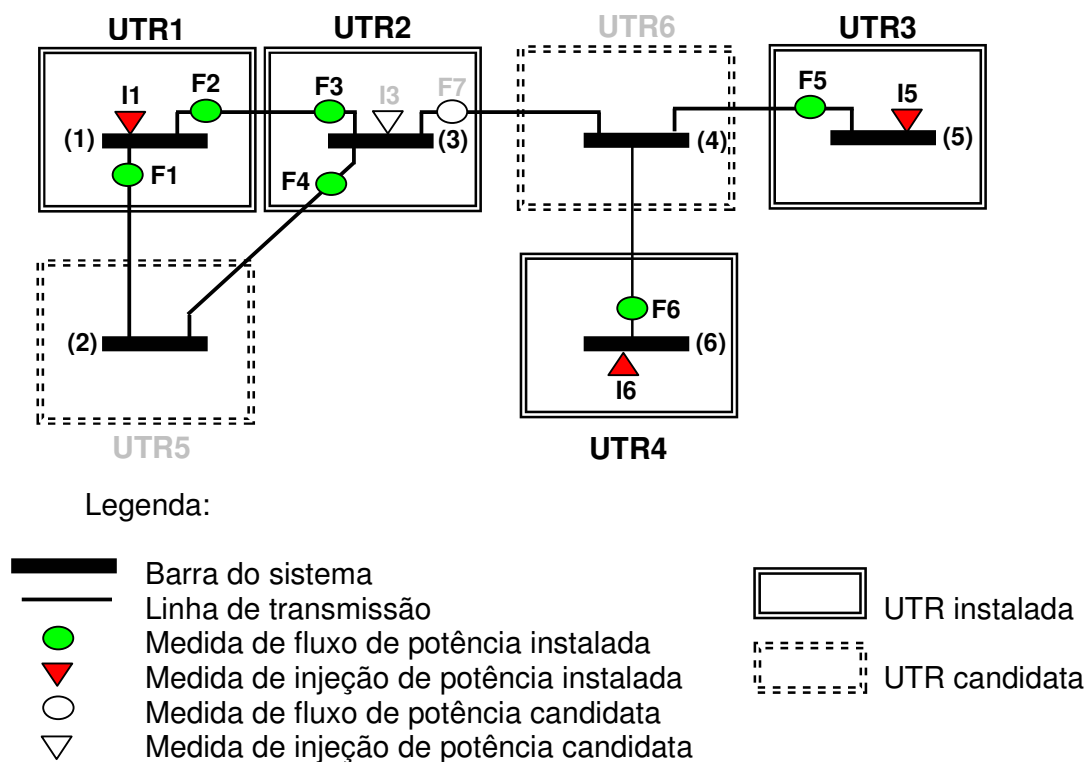 UTR1
UTR2
UTR6
UTR3
I1
F2
F3
I3
F7
F5
I5
(1)
(3)
(4)
(5)
F1
F4
(2)
F6
(6)
I6
UTR5
UTR4
Legenda:
Barra do sistema
Linha de transmissão
Medida de fluxo de potência instalada
Medida de injeção de potência instalada
Medida de fluxo de potência candidata
Medida de injeção de potência candidata
UTR instalada
UTR candidata